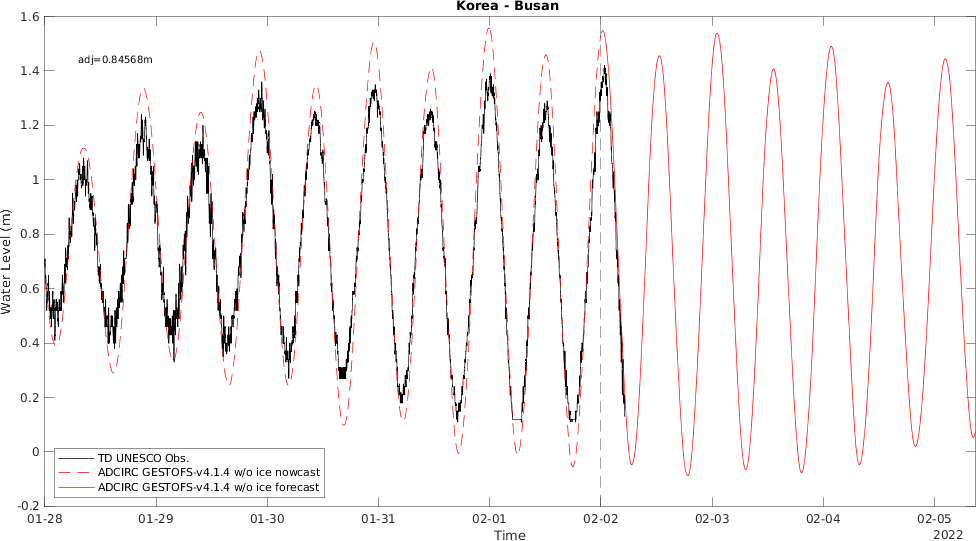 Korea - Busan
adj=0.84568m
Water Level (m)
1.6
1.4
1.2
1
0.8
0.6
0.4
0.2
0
-0.2
TD UNESCO Obs.
ADCIRC GESTOFS-v4.1.4 w/o ice nowcast
ADCIRC GESTOFS-v4.1.4 w/o ice forecast
01-28 01-29 01-30 01-31 02-01 02-02 02-03 02-04 02-05
Time
2022